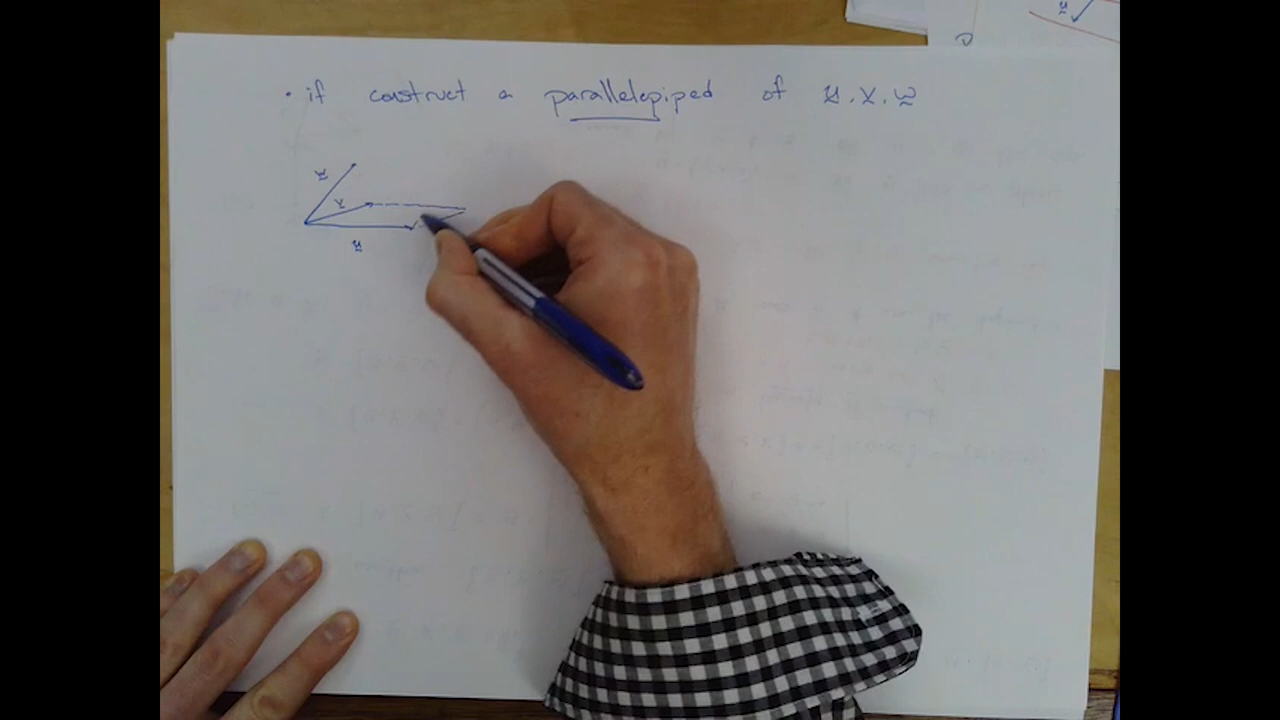 • if construct a parallelepiped of u, v, w
w
v
u